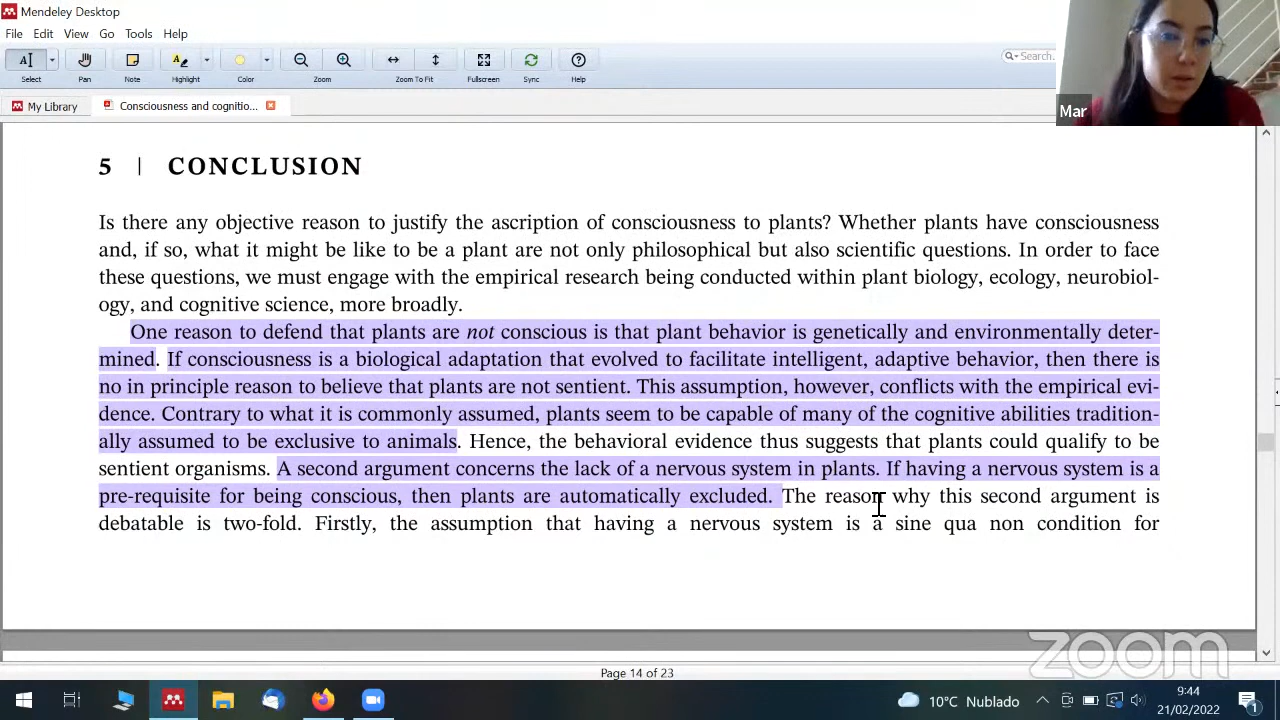 Mendeley Desktop
File Edit View Go Tools Help
Select Pan Note Highlight Color Zoom Zoom To Fit Fullscreen Sync Help
Search.
My Library Consciousness and cognitio...
Mar
5 | CONCLUSION
Is there any objective reason to justify the ascription of consciousness to plants? Whether plants have consciousness
and, if so, what it might be like to be a plant are not only philosophical but also scientific questions. In order to face
these questions, we must engage with the empirical research being conducted within plant biology, ecology, neurobiol-
ogy, and cognitive science, more broadly.
One reason to defend that plants are not conscious is that plant behavior is genetically and environmentally deter-
mined. If consciousness is a biological adaptation that evolved to facilitate intelligent, adaptive behavior, then there is
no in principle reason to believe that plants are not sentient. This assumption, however, conflicts with the empirical evi-
dence. Contrary to what it is commonly assumed, plants seem to be capable of many of the cognitive abilities tradition-
ally assumed to be exclusive to animals. Hence, the behavioral evidence thus suggests that plants could qualify to be
sentient organisms. A second argument concerns the lack of a nervous system in plants. If having a nervous system is a
pre-requisite for being conscious, then plants are automatically excluded. The reason why this second argument is
debatable is two-fold. Firstly, the assumption that having a nervous system is a sine qua non condition for
zoom
Page 14 of 23
10°C Nublado
9:44
21/02/2022
1